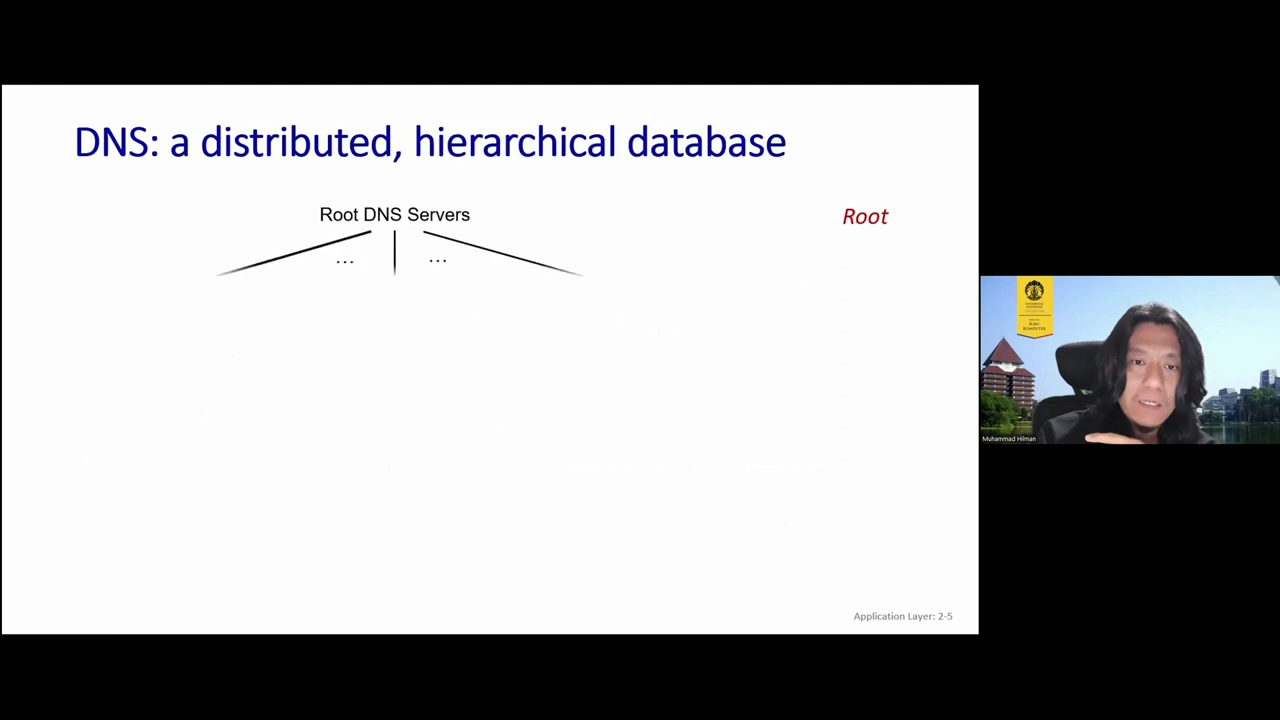 DNS: a distributed, hierarchical database
Root DNS Servers
Root
... ...
Muhammad Hilman
Application Layer: 2-5